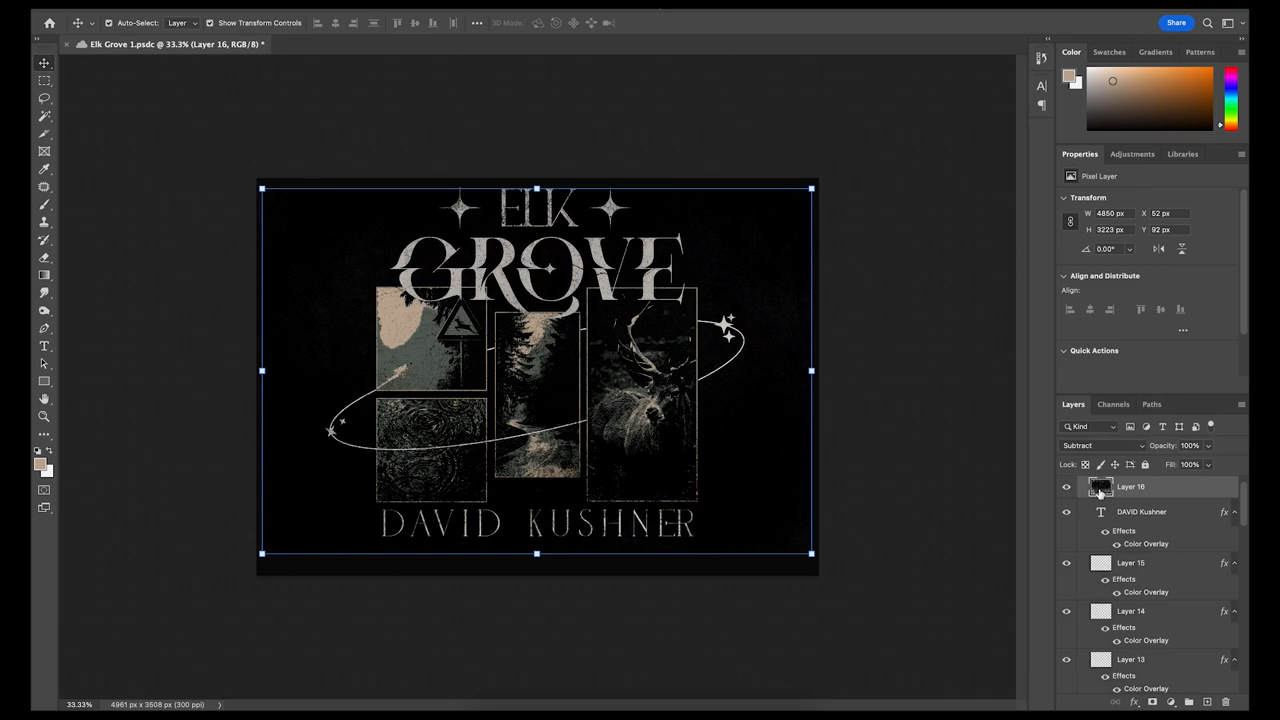 Auto-Select: Layer Show Transform Controls 3D Mode: Share
Elk Grove 1.psdc @ 33.3% (Layer 16, RGB/8) *
Color Swatches Gradients Patterns
Properties Adjustments Libraries
Pixel Layer
Transform
W 4850 px X 52 px
H 3223 px Y 92 px
0.00°
Align and Distribute
Align:
Quick Actions
ELK
GROVE
DAVID KUSHNER
Layers Channels Paths
Kind
Subtract Opacity: 100%
Lock: Fill: 100%
Layer 16
T DAVID Kushner fx
Effects
Color Overlay
Layer 15
Effects
Color Overlay
Layer 14 fx
Effects
Color Overlay
Layer 13 fx
Effects
Color Overlay
33.33% 4961 px x 3508 px (300 ppi)